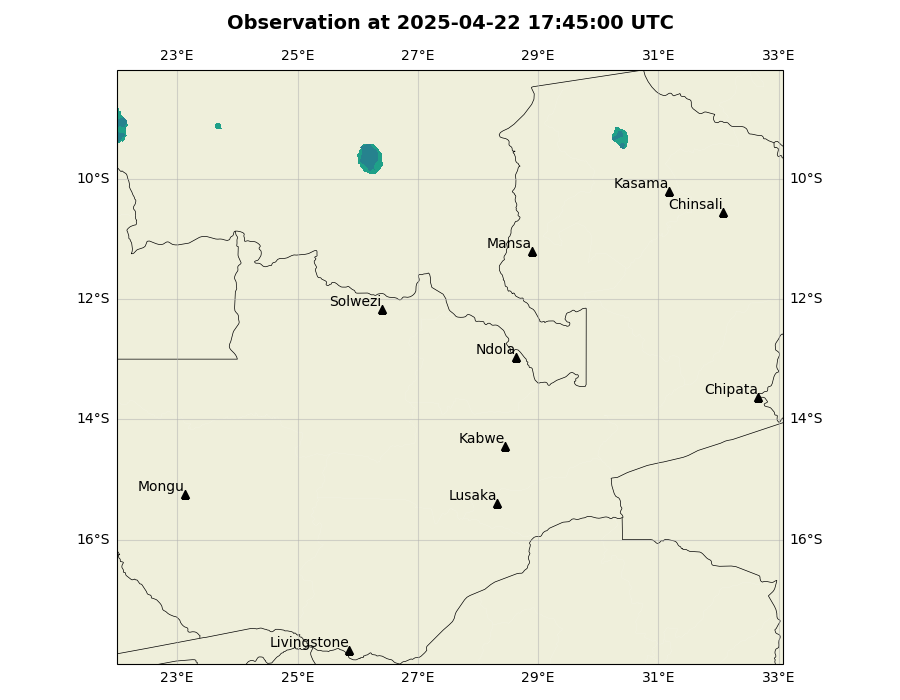 Observation at 2025-04-22 17:45:00 UTC
23°E 25°E 27°E 29°E 31°E 33°E
10°S 10°S
Kasama
Chinsali
Mansa
12°S 12°S
Solwezi
Ndola
Chipata
14°S 14°S
Kabwe
Mongu
Lusaka
16°S 16°S
Livingstone
23°E 25°E 27°E 29°E 31°E 33°E